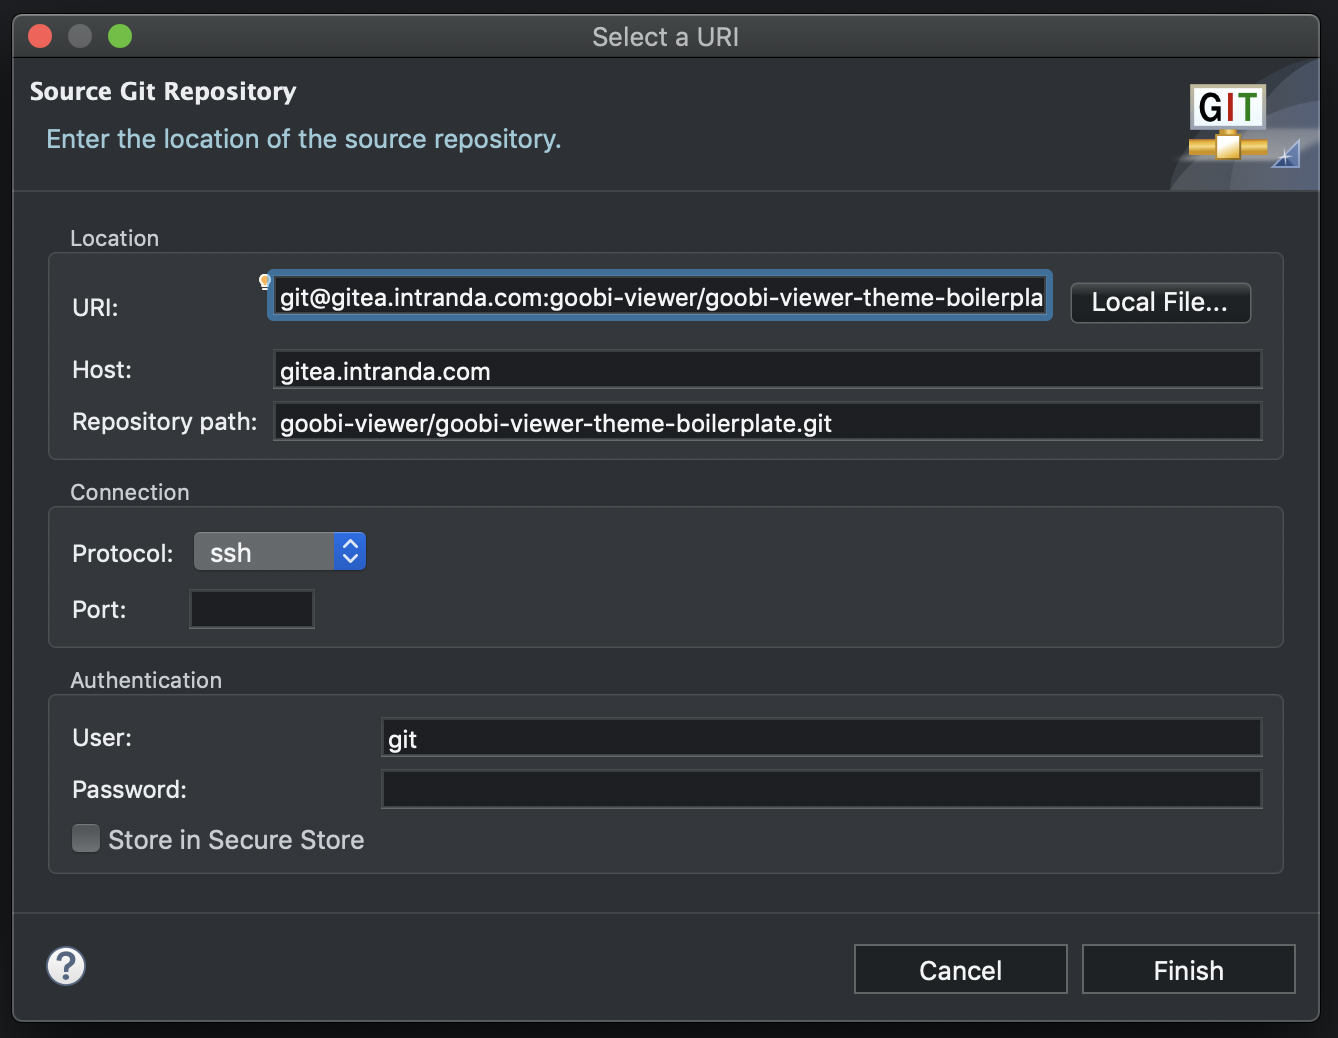 Select a URI
Source Git Repository
Enter the location of the source repository.
GIT
Location
URI: git@gitea.intranda.com:goobi-viewer/goobi-viewer-theme-boilerpla Local File...
Host: gitea.intranda.com
Repository path: goobi-viewer/goobi-viewer-theme-boilerplate.git
Connection
Protocol: ssh
Port:
Authentication
User: git
Password:
Store in Secure Store
? Cancel Finish